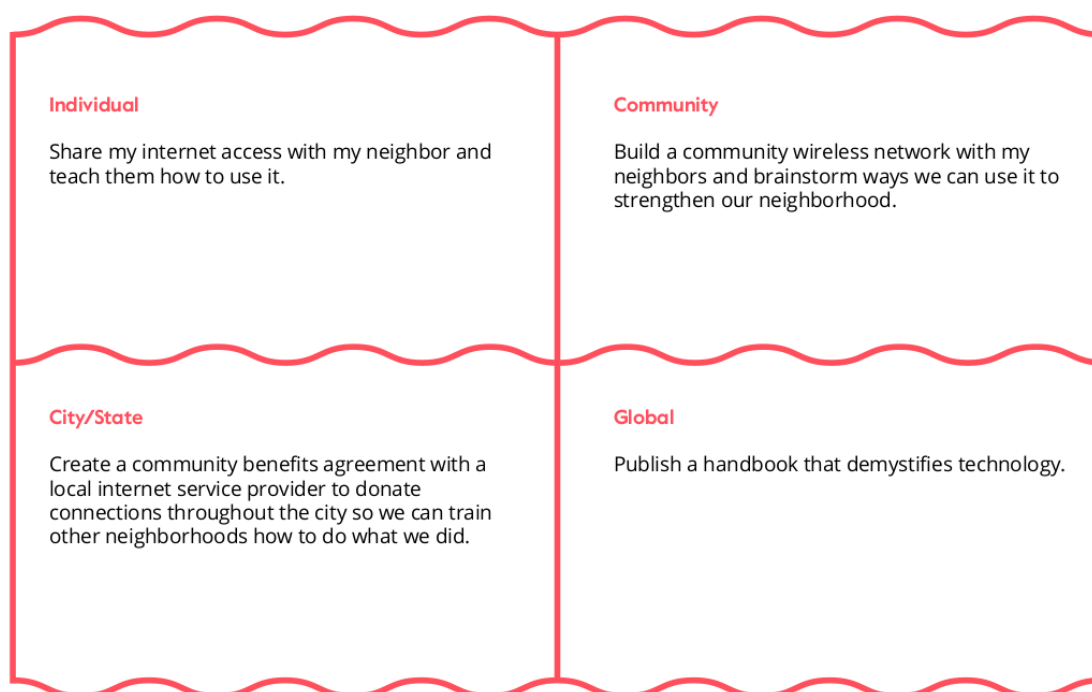 Individual
Share my internet access with my neighbor and
teach them how to use it.
Community
Build a community wireless network with my
neighbors and brainstorm ways we can use it to
strengthen our neighborhood.
City/State
Create a community benefits agreement with a
local internet service provider to donate
connections throughout the city so we can train
other neighborhoods how to do what we did.
Global
Publish a handbook that demystifies technology.